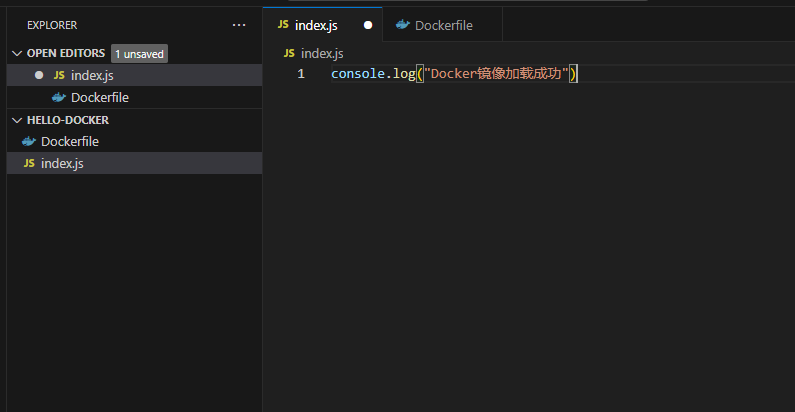 EXPLORER ···
OPEN EDITORS 1 unsaved
JS index.js
Dockerfile
HELLO-DOCKER
Dockerfile
JS index.js
JS index.js Dockerfile
JS index.js
1 console.log("Docker镜像加载成功")